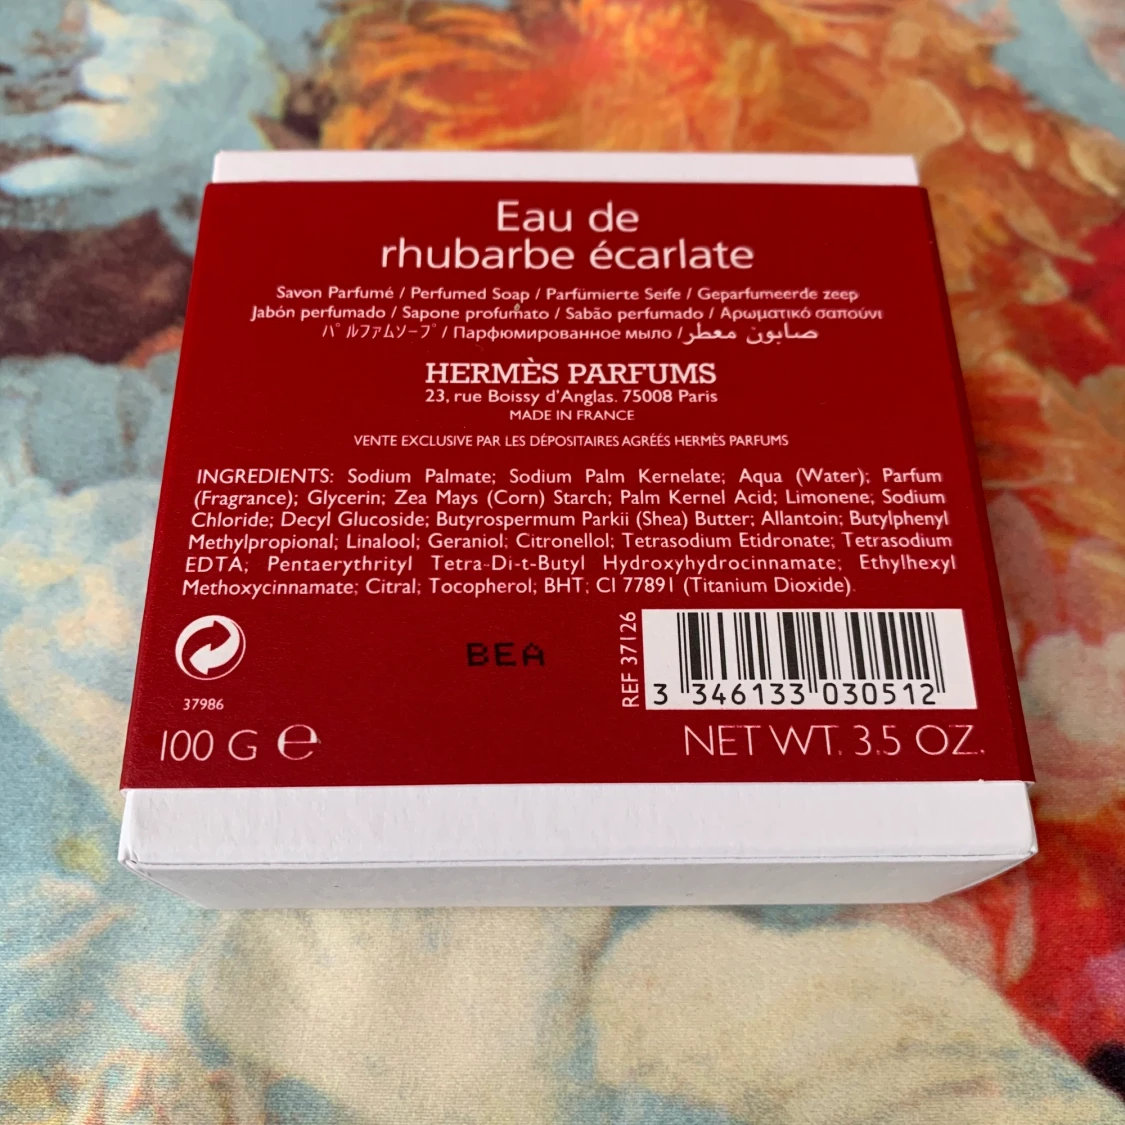 Eau de
rhubarbe écarlate
Savon Parfumé / Perfumed Soap / Parfümierte Seife / Geparfumeerde zeep
Jabón perfumado / Sapone profumato / Sabão perfumado / Αρωματικό σαπούνι
パルファムソープ / Парфюмированное мыло / صابون معطر
HERMÈS PARFUMS
23, rue Boissy d'Anglas. 75008 Paris
MADE IN FRANCE
VENTE EXCLUSIVE PAR LES DÉPOSITAIRES AGRÉÉS HERMÈS PARFUMS
INGREDIENTS: Sodium Palmate; Sodium Palm Kernelate; Aqua (Water); Parfum
(Fragrance); Glycerin; Zea Mays (Corn) Starch; Palm Kernel Acid; Limonene; Sodium
Chloride; Decyl Glucoside; Butyrospermum Parkii (Shea) Butter; Allantoin; Butylphenyl
Methylpropional; Linalool; Geraniol; Citronellol; Tetrasodium Etidronate; Tetrasodium
EDTA; Pentaerythrityl Tetra-Di-t-Butyl Hydroxyhydrocinnamate; Ethylhexyl
Methoxycinnamate; Citral; Tocopherol; BHT; CI 77891 (Titanium Dioxide).
37986
BEA
REF 37126
3 346133 030512
100 G e
NET WT. 3.5 OZ.